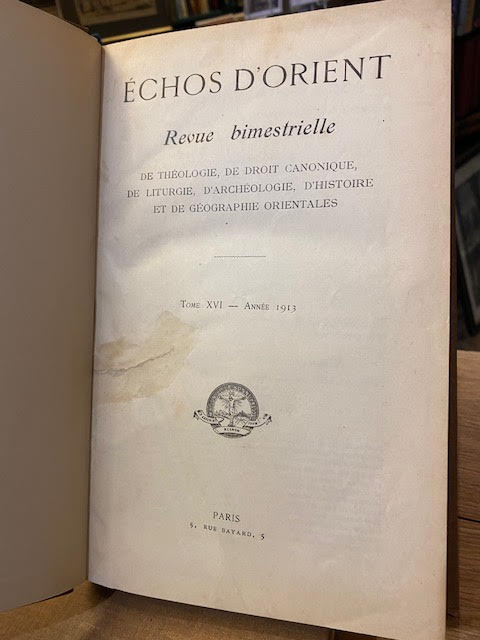 ÉCHOS D'ORIENT
Revue bimestrielle
DE THÉOLOGIE, DE DROIT CANONIQUE,
DE LITURGIE, D'ARCHÉOLOGIE, D'HISTOIRE
ET DE GÉOGRAPHIE ORIENTALES
TOME XVI — ANNÉE 1913
PARIS
5, RUE BAYARD, 5